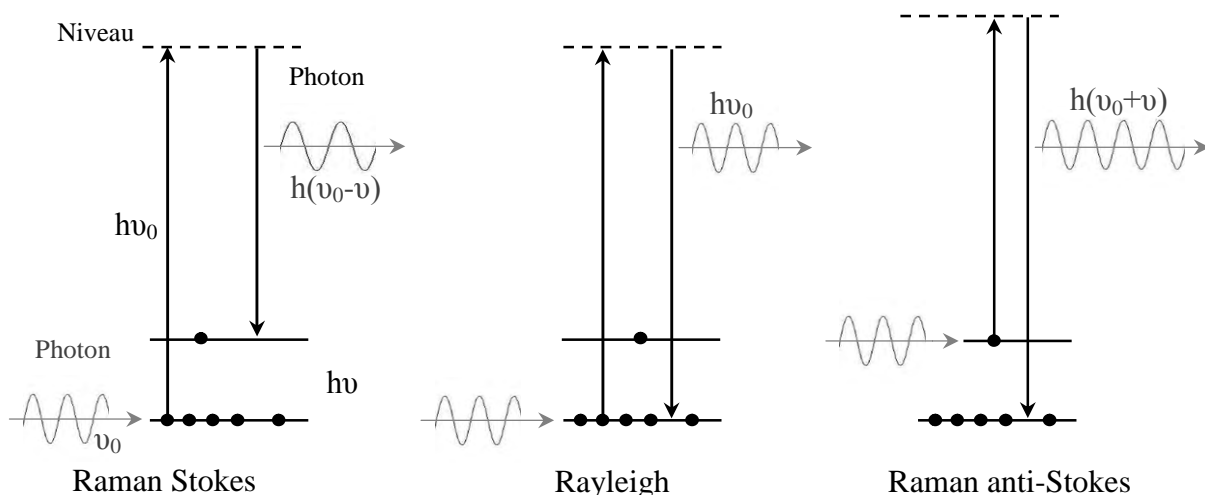 Niveau
Photon
h(υ₀-υ)
hυ₀
Photon
υ₀
hυ
Raman Stokes
hυ₀
Rayleigh
h(υ₀+υ)
Raman anti-Stokes